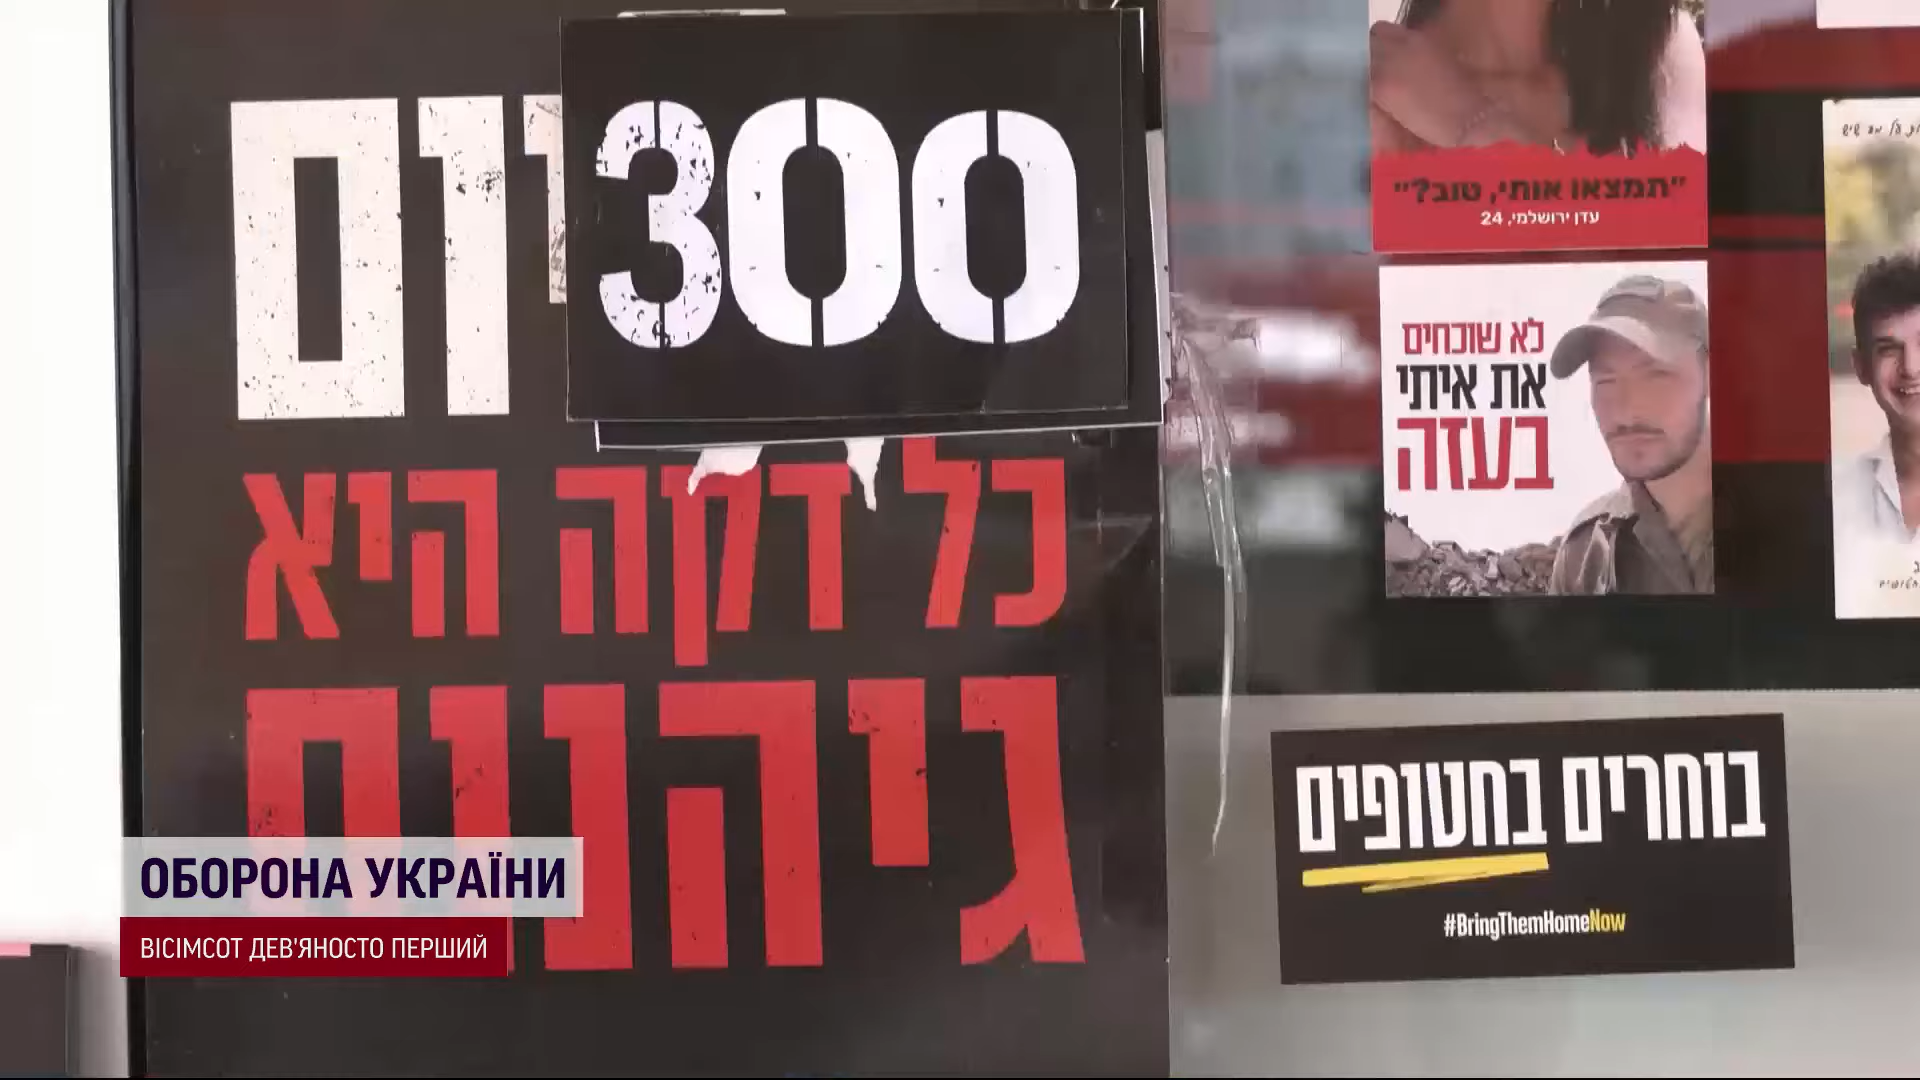 300 יום
כל דקה היא
גיהנום
"תמצאו אותי, טוב?"
עדן ירושלמי, 24
לא שוכחים
את איתי
בעזה
בוחרים בחטופים
#BringThemHomeNow
ОБОРОНА УКРАЇНИ
ВІСІМСОТ ДЕВ'ЯНОСТО ПЕРШИЙ